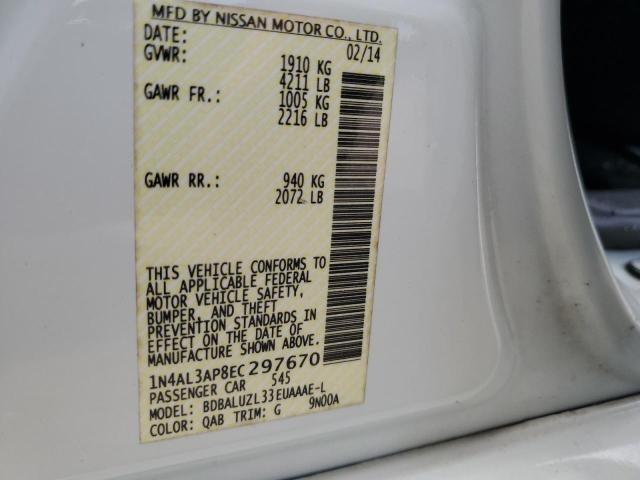 MFD BY NISSAN MOTOR CO., LTD.
DATE: 02/14
GVWR: 1910 KG
4211 LB
GAWR FR.: 1005 KG
2216 LB
GAWR RR.: 940 KG
2072 LB
THIS VEHICLE CONFORMS TO
ALL APPLICABLE FEDERAL
MOTOR VEHICLE SAFETY,
BUMPER, AND THEFT
PREVENTION STANDARDS IN
EFFECT ON THE DATE OF
MANUFACTURE SHOWN ABOVE.
1N4AL3AP8EC297670
PASSENGER CAR 545
MODEL: BDBALUZL33EUAAAE-L
COLOR: QAB TRIM: G 9N00A